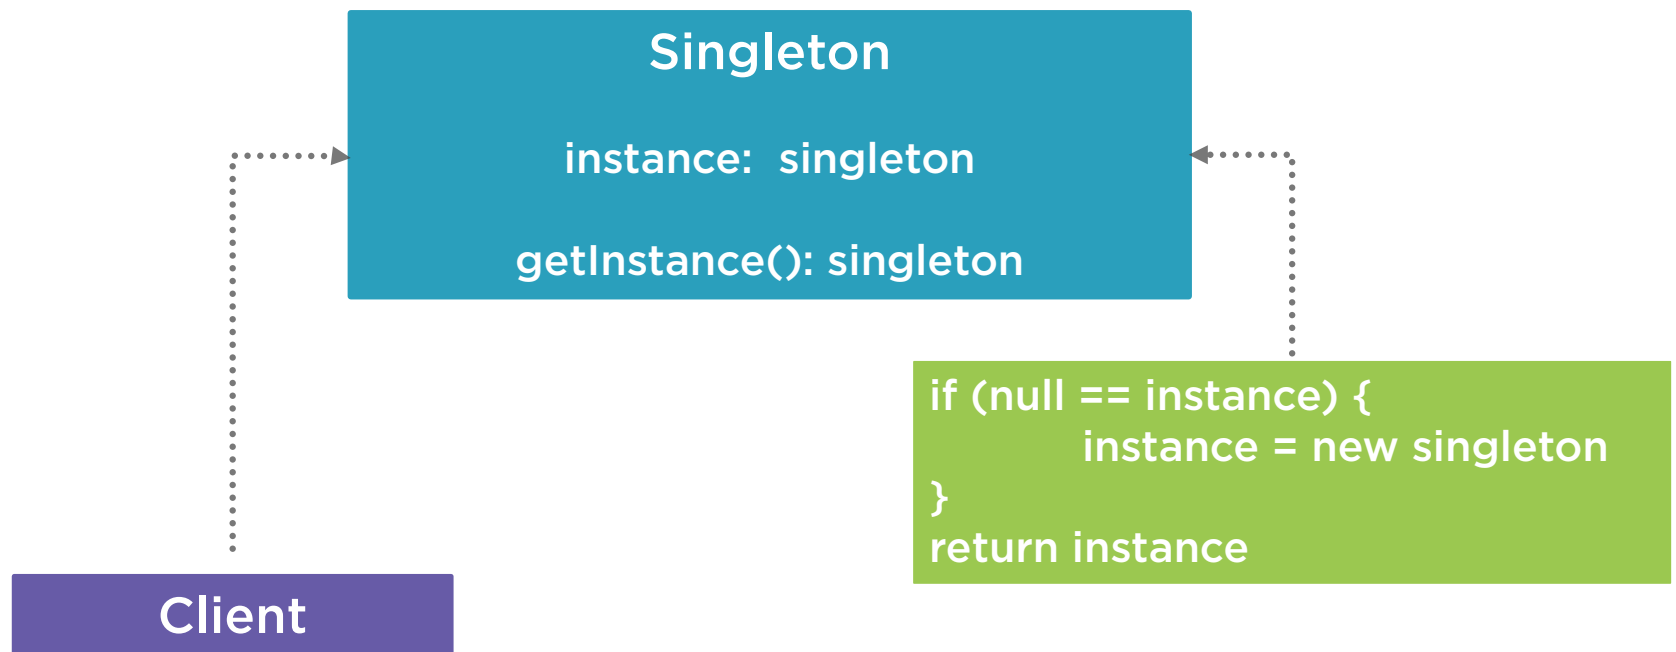 Singleton
instance: singleton
getInstance(): singleton
if (null == instance) {
instance = new singleton
}
return instance
Client